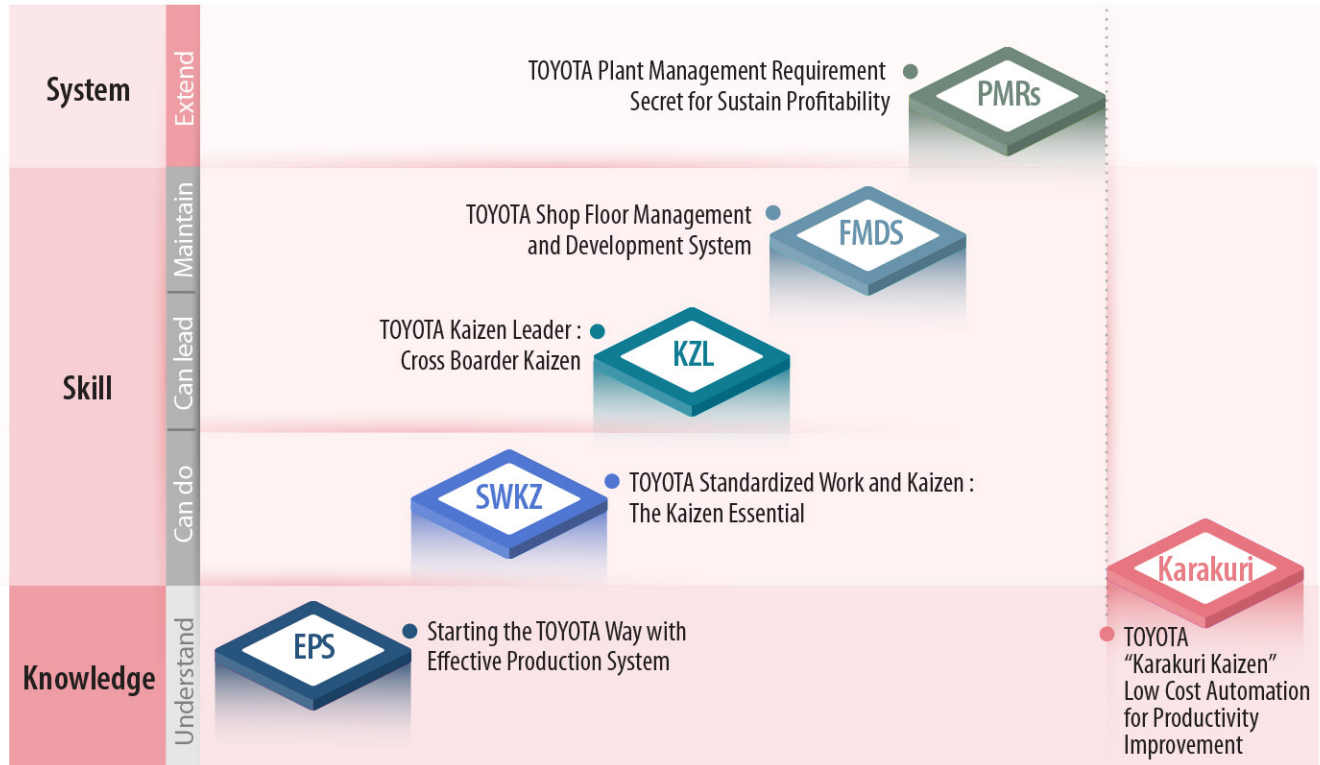 System
Extend
TOYOTA Plant Management Requirement
Secret for Sustain Profitability
PMRs
Skill
Maintain
TOYOTA Shop Floor Management
and Development System
FMDS
Can lead
TOYOTA Kaizen Leader :
Cross Boarder Kaizen
KZL
Can do
SWKZ
TOYOTA Standardized Work and Kaizen :
The Kaizen Essential
Knowledge
Understand
EPS
Starting the TOYOTA Way with
Effective Production System
Karakuri
TOYOTA
“Karakuri Kaizen”
Low Cost Automation
for Productivity
Improvement